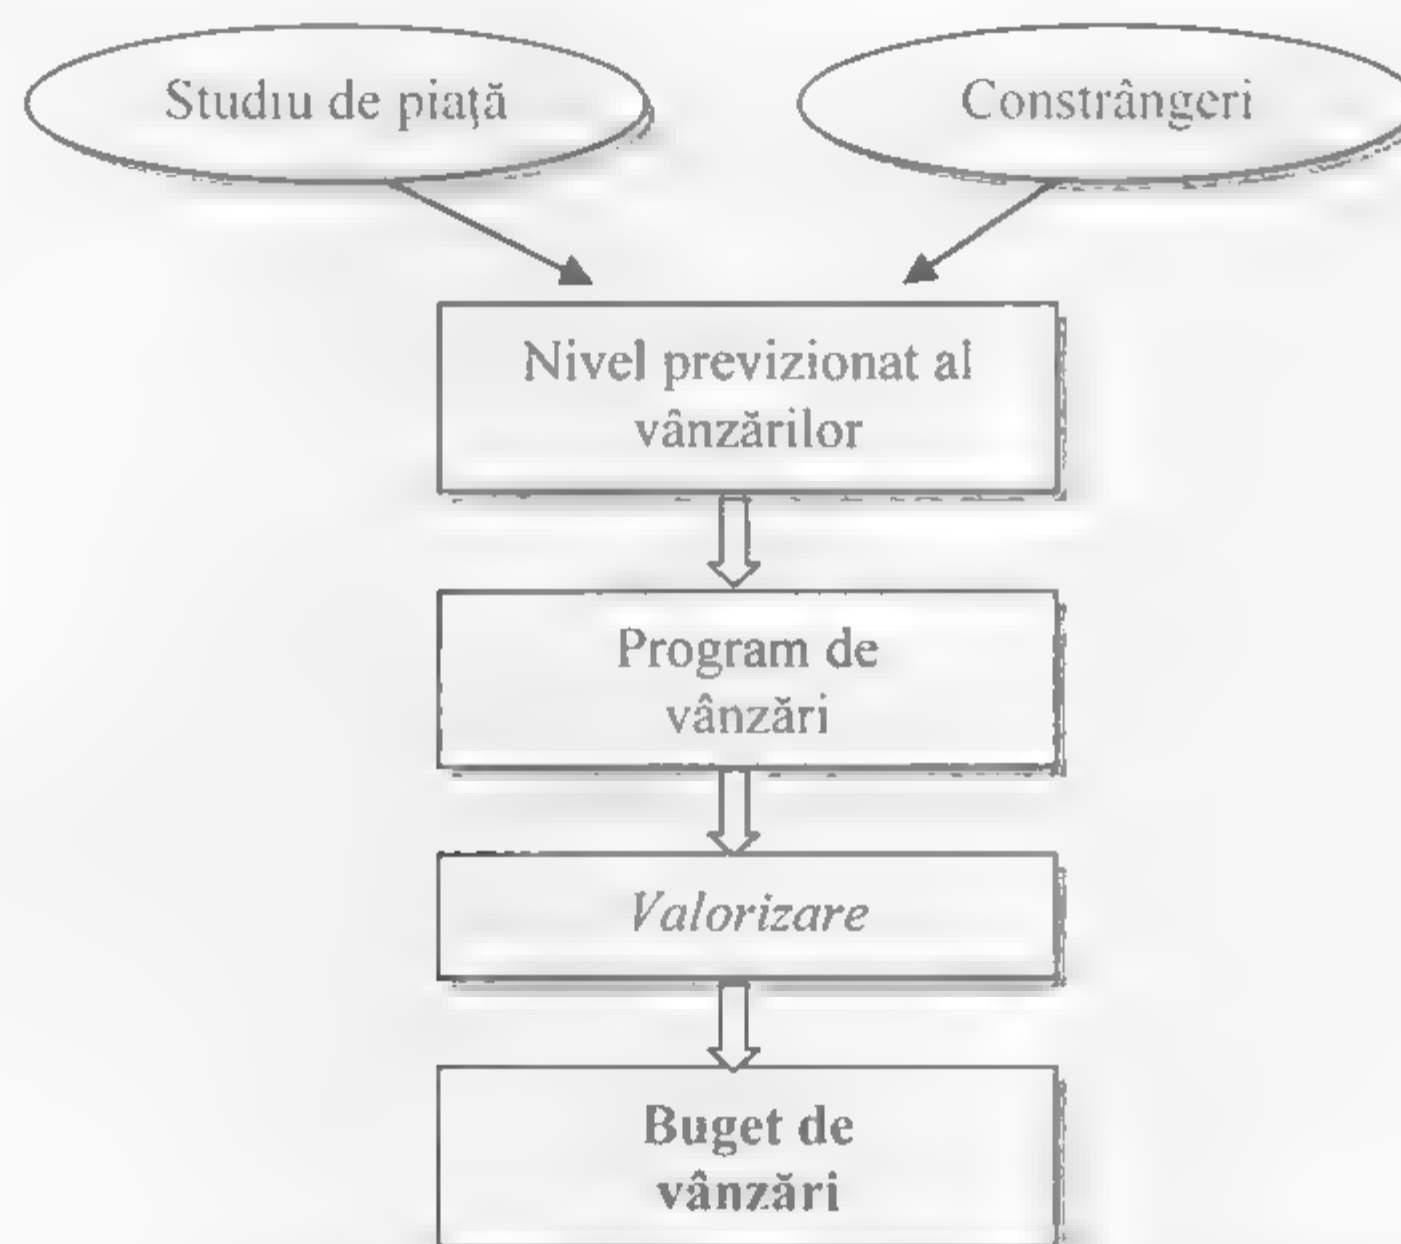 Studiu de piață
Constrângeri
Nivel previzionat al
vânzărilor
Program de
vânzări
Valorizare
Buget de
vânzări